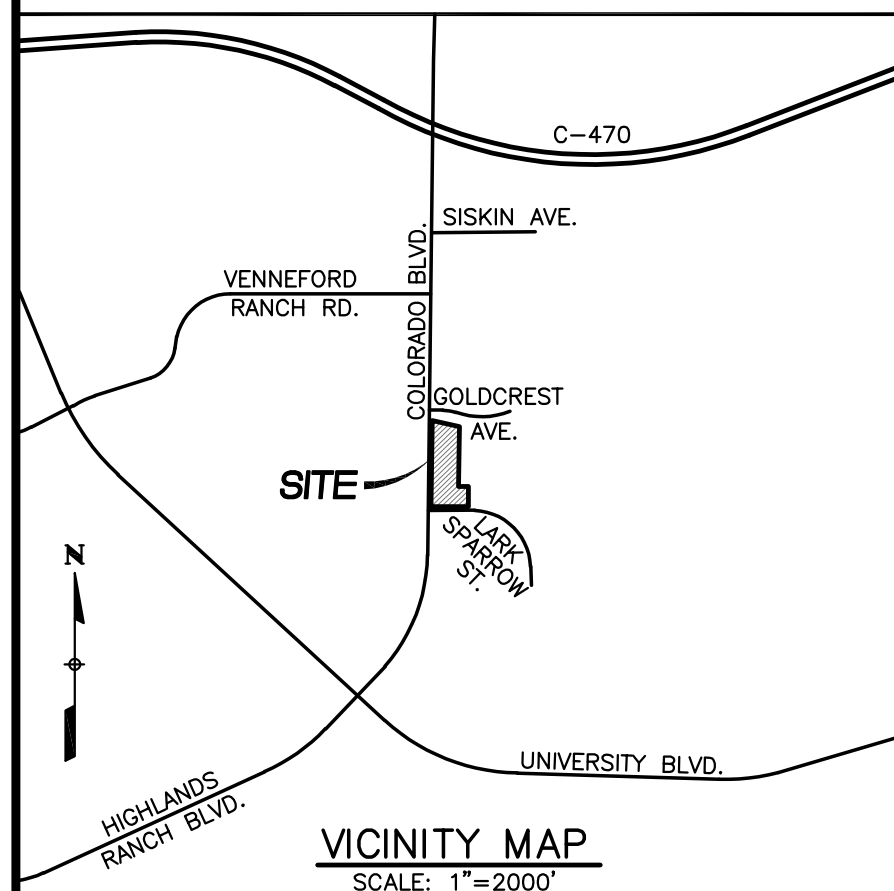 C-470
SISKIN AVE.
COLORADO BLVD.
VENNEFORD
RANCH RD.
GOLDCREST
AVE.
SITE
LARK
SPARROW
ST.
N
UNIVERSITY BLVD.
HIGHLANDS
RANCH BLVD.
VICINITY MAP
SCALE: 1"=2000'